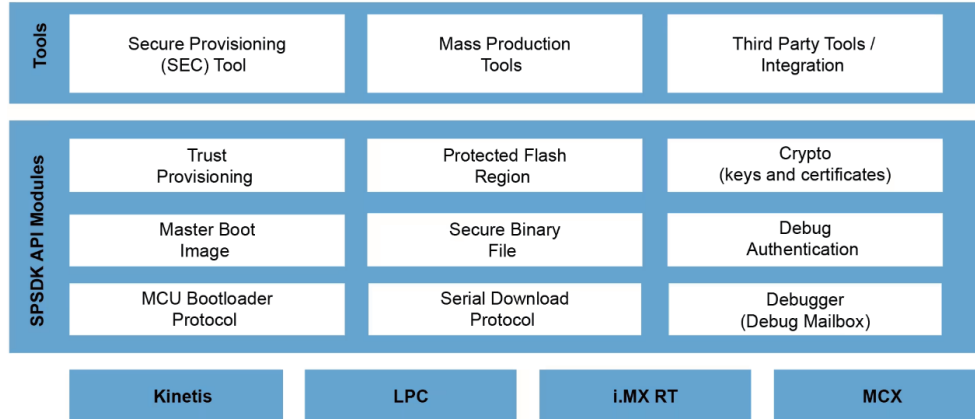 Tools
Secure Provisioning
(SEC) Tool
Mass Production
Tools
Third Party Tools /
Integration
SPSDK API Modules
Trust
Provisioning
Protected Flash
Region
Crypto
(keys and certificates)
Master Boot
Image
Secure Binary
File
Debug
Authentication
MCU Bootloader
Protocol
Serial Download
Protocol
Debugger
(Debug Mailbox)
Kinetis
LPC
i.MX RT
MCX